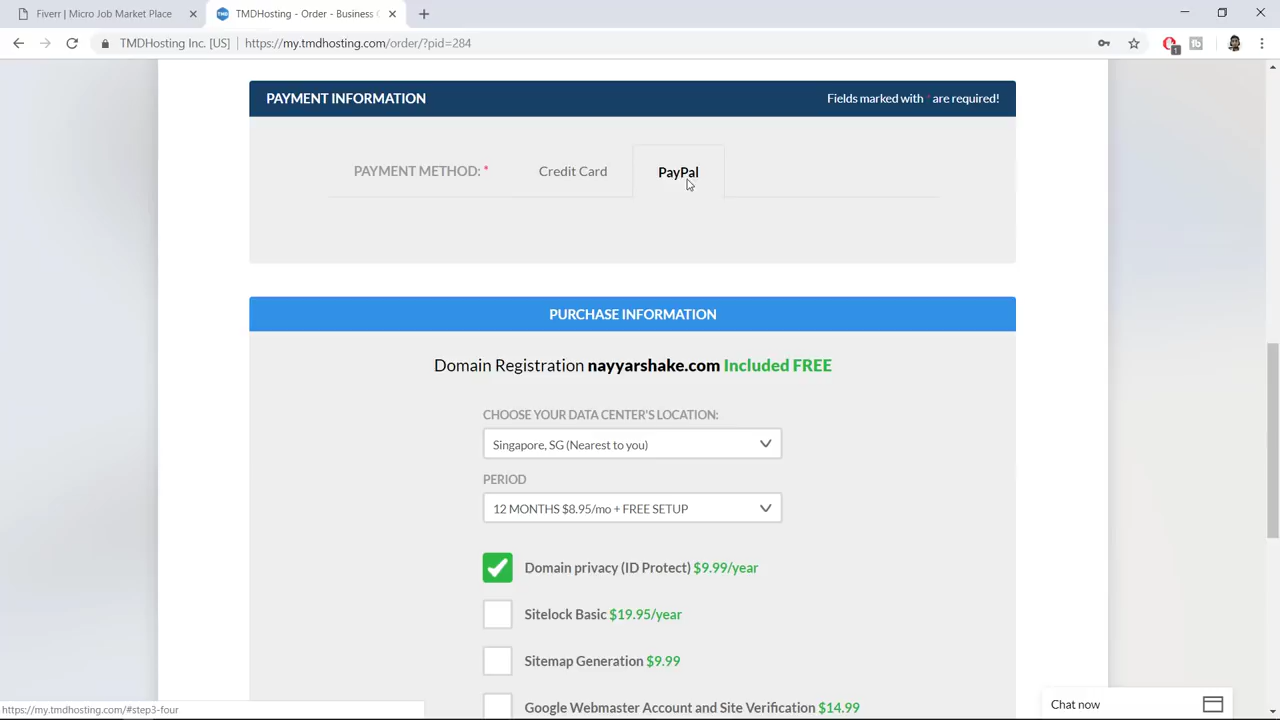 Fiverr | Micro Job Market Place
TMDHosting - Order - Business C
TMDHosting Inc. [US]
https://my.tmdhosting.com/order/?pid=284
1
fb
PAYMENT INFORMATION
Fields marked with * are required!
PAYMENT METHOD: *
Credit Card
PayPal
PURCHASE INFORMATION
Domain Registration nayyarshake.com Included FREE
CHOOSE YOUR DATA CENTER'S LOCATION:
Singapore, SG (Nearest to you)
PERIOD
12 MONTHS $8.95/mo + FREE SETUP
Domain privacy (ID Protect) $9.99/year
Sitelock Basic $19.95/year
Sitemap Generation $9.99
Google Webmaster Account and Site Verification $14.99
https://my.tmdhosting.com/#step3-four
Chat now